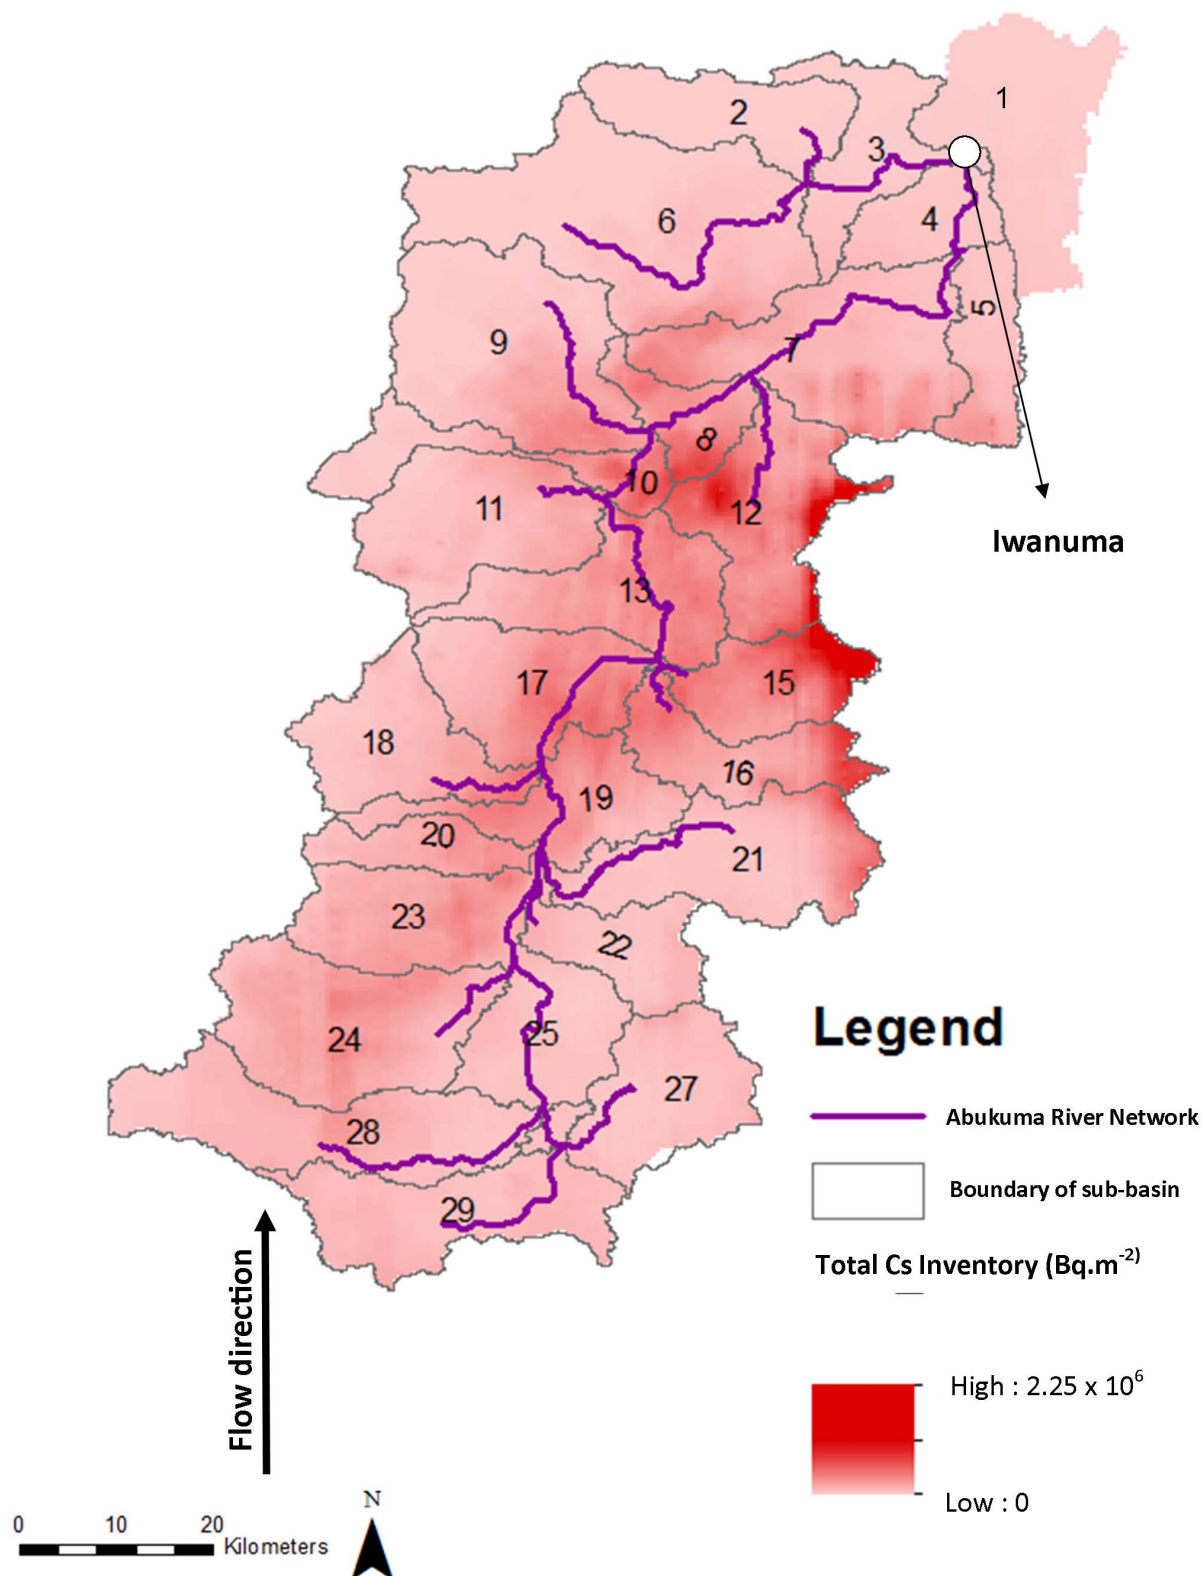 1
2
3
4
6
5
9
7
8
10
11
12
Iwanuma
13
17
15
18
16
19
20
21
23
22
24
25
27
28
29
Legend
Abukuma River Network
Boundary of sub-basin
Total Cs Inventory (Bq.m⁻²⁾
High : 2.25 x 10⁶
Low : 0
Flow direction
N
0 10 20
Kilometers